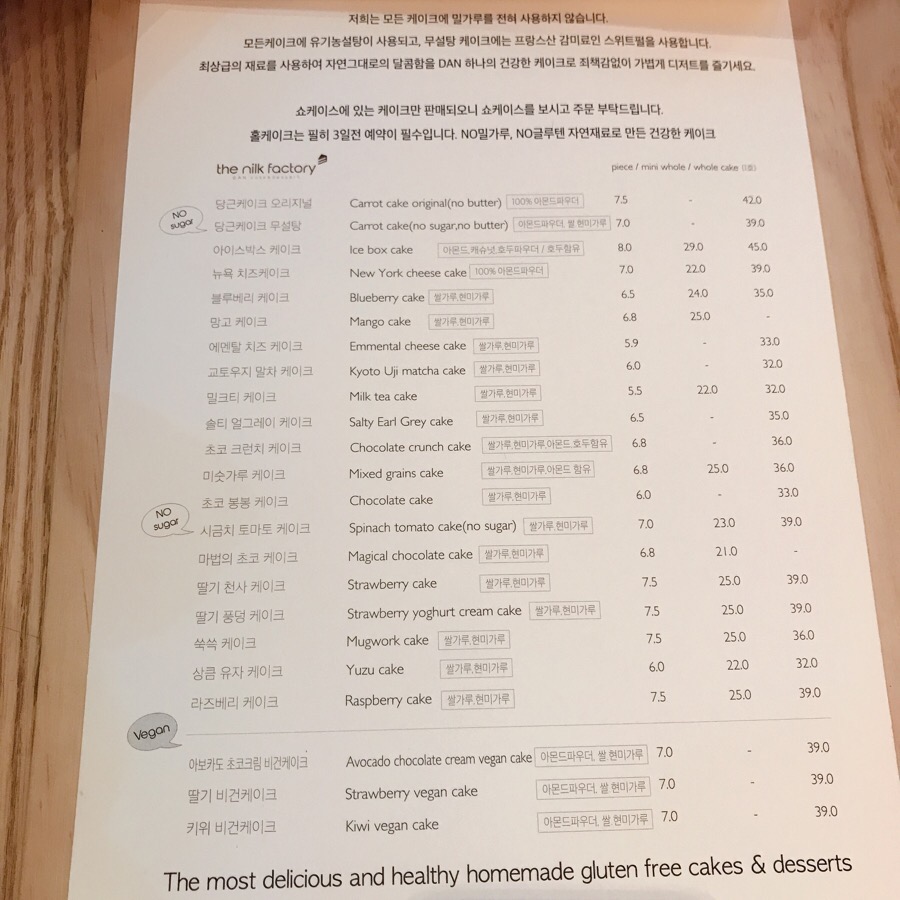 저희는 모든 케이크에 밀가루를 전혀 사용하지 않습니다.
모든케이크에 유기농설탕이 사용되고, 무설탕 케이크에는 프랑스산 감미료인 스위트펄을 사용합니다.
최상급의 재료를 사용하여 자연그대로의 달콤함을 DAN 하나의 건강한 케이크로 죄책감없이 가볍게 디저트를 즐기세요.
쇼케이스에 있는 케이크만 판매되오니 쇼케이스를 보시고 주문 부탁드립니다.
홀케이크는 필히 3일전 예약이 필수입니다. NO밀가루, NO글루텐 자연재료로 만든 건강한 케이크
the nilk factory
piece / mini whole / whole cake
당근케이크 오리지널 Carrot cake original(no butter) 100% 아몬드파우더 7.5 - 42.0
NO sugar
당근케이크 무설탕 Carrot cake(no sugar,no butter) 아몬드파우더, 쌀 현미가루 7.0 - 39.0
아이스박스 케이크 Ice box cake 아몬드,캐슈넛,호두파우더 / 호두함유 8.0 29.0 45.0
뉴욕 치즈케이크 New York cheese cake 100% 아몬드파우더 7.0 22.0 39.0
블루베리 케이크 Blueberry cake 쌀가루,현미가루 6.5 24.0 35.0
망고 케이크 Mango cake 쌀가루,현미가루 6.8 25.0 -
에멘탈 치즈 케이크 Emmental cheese cake 쌀가루,현미가루 5.9 - 33.0
교토우지 말차 케이크 Kyoto Uji matcha cake 쌀가루,현미가루 6.0 - 32.0
밀크티 케이크 Milk tea cake 쌀가루,현미가루 5.5 22.0 32.0
솔티 얼그레이 케이크 Salty Earl Grey cake 쌀가루,현미가루 6.5 - 35.0
초코 크런치 케이크 Chocolate crunch cake 쌀가루,현미가루,아몬드,호두함유 6.8 - 36.0
미숫가루 케이크 Mixed grains cake 쌀가루,현미가루,아몬드 함유 6.8 25.0 36.0
초코 봉봉 케이크 Chocolate cake 쌀가루,현미가루 6.0 - 33.0
NO sugar
시금치 토마토 케이크 Spinach tomato cake(no sugar) 쌀가루,현미가루 7.0 23.0 39.0
마법의 초코 케이크 Magical chocolate cake 쌀가루,현미가루 6.8 21.0 -
딸기 천사 케이크 Strawberry cake 쌀가루,현미가루 7.5 25.0 39.0
딸기 풍덩 케이크 Strawberry yoghurt cream cake 쌀가루,현미가루 7.5 25.0 39.0
쑥쑥 케이크 Mugwork cake 쌀가루,현미가루 7.5 25.0 36.0
상큼 유자 케이크 Yuzu cake 쌀가루,현미가루 6.0 22.0 32.0
라즈베리 케이크 Raspberry cake 쌀가루,현미가루 7.5 25.0 39.0
Vegan
아보카도 초코크림 비건케이크 Avocado chocolate cream vegan cake 아몬드파우더, 쌀 현미가루 7.0 - 39.0
딸기 비건케이크 Strawberry vegan cake 아몬드파우더, 쌀 현미가루 7.0 - 39.0
키위 비건케이크 Kiwi vegan cake 아몬드파우더, 쌀 현미가루 7.0 - 39.0
The most delicious and healthy homemade gluten free cakes & desserts